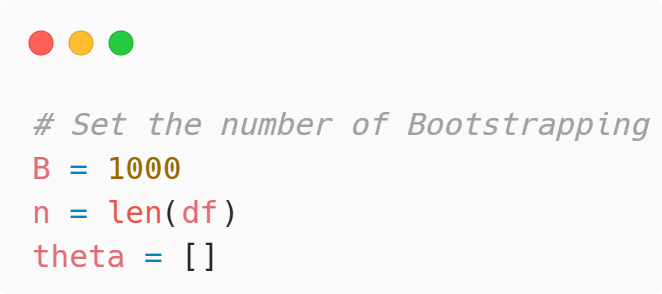 # Set the number of Bootstrapping
B = 1000
n = len(df)
theta = []